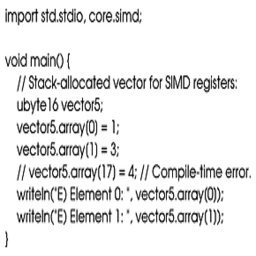 import std.stdio, core.simd;
void main() {
// Stack-allocated vector for SIMD registers:
ubyte16 vector5;
vector5.array(0) = 1;
vector5.array(1) = 3;
// vector5.array(17) = 4; // Compile-time error.
writeln("E) Element 0: ", vector5.array(0));
writeln("E) Element 1: ", vector5.array(1));
}